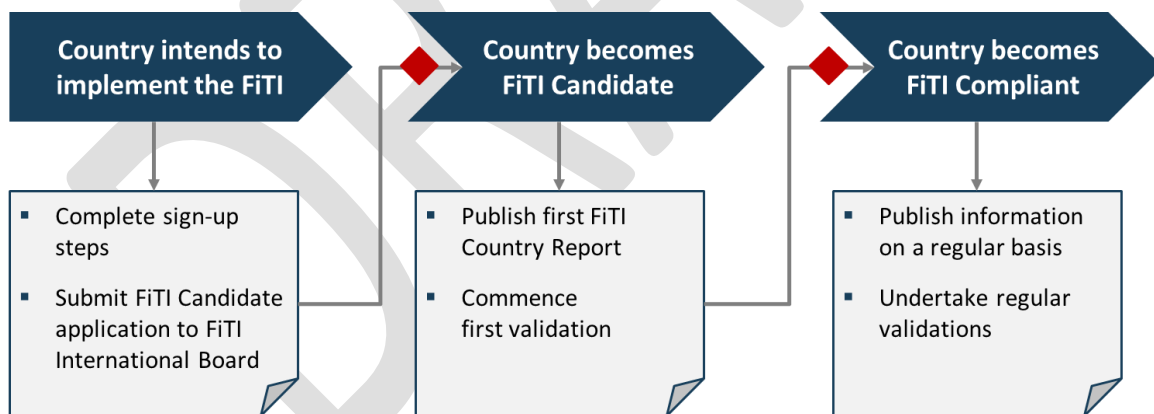 Country intends to
implement the FiTI
Country becomes
FiTI Candidate
Country becomes
FiTI Compliant
▪ Complete sign-up
steps
▪ Submit FiTI Candidate
application to FiTI
International Board
▪ Publish first FiTI
Country Report
▪ Commence
first validation
▪ Publish information
on a regular basis
▪ Undertake regular
validations